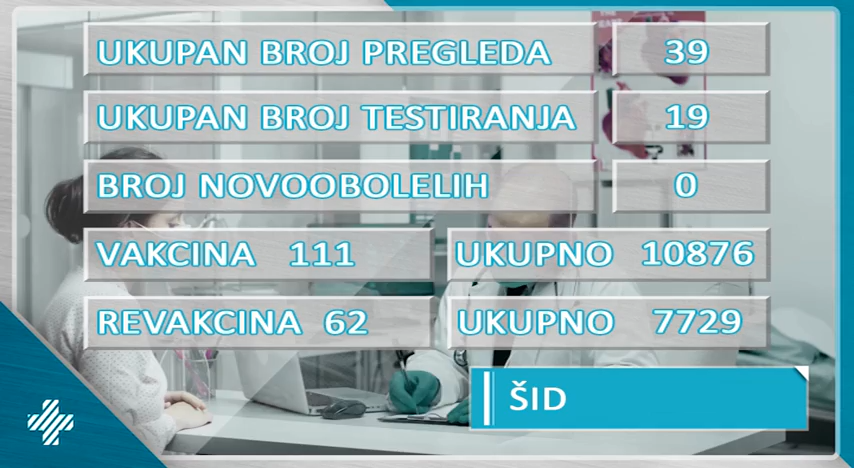 UKUPAN BROJ PREGLEDA 39
UKUPAN BROJ TESTIRANJA 19
BROJ NOVOOBOLELIH 0
VAKCINA 111 UKUPNO 10876
REVAKCINA 62 UKUPNO 7729
ŠID